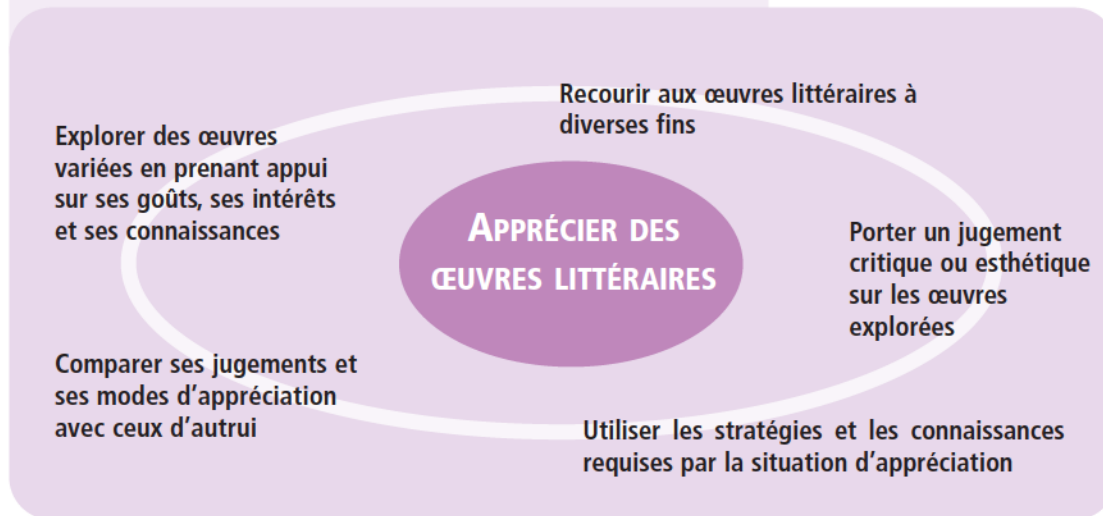 Recourir aux œuvres littéraires à
diverses fins
Explorer des œuvres
variées en prenant appui
sur ses goûts, ses intérêts
et ses connaissances
APPRÉCIER DES
ŒUVRES LITTÉRAIRES
Porter un jugement
critique ou esthétique
sur les œuvres
explorées
Comparer ses jugements et
ses modes d’appréciation
avec ceux d’autrui
Utiliser les stratégies et les connaissances
requises par la situation d’appréciation